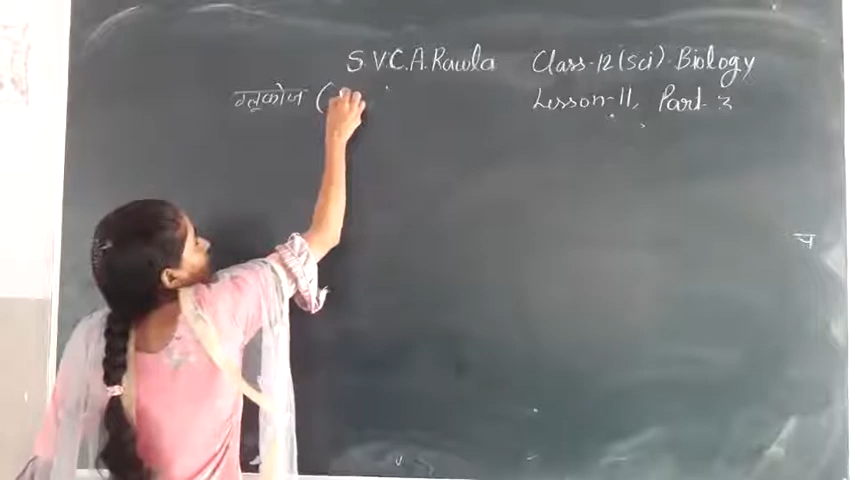 S.V.C.A. Rawla Class-12 (Sci) Biology
ग्लूकोज ( Lesson-11, Part-3
च